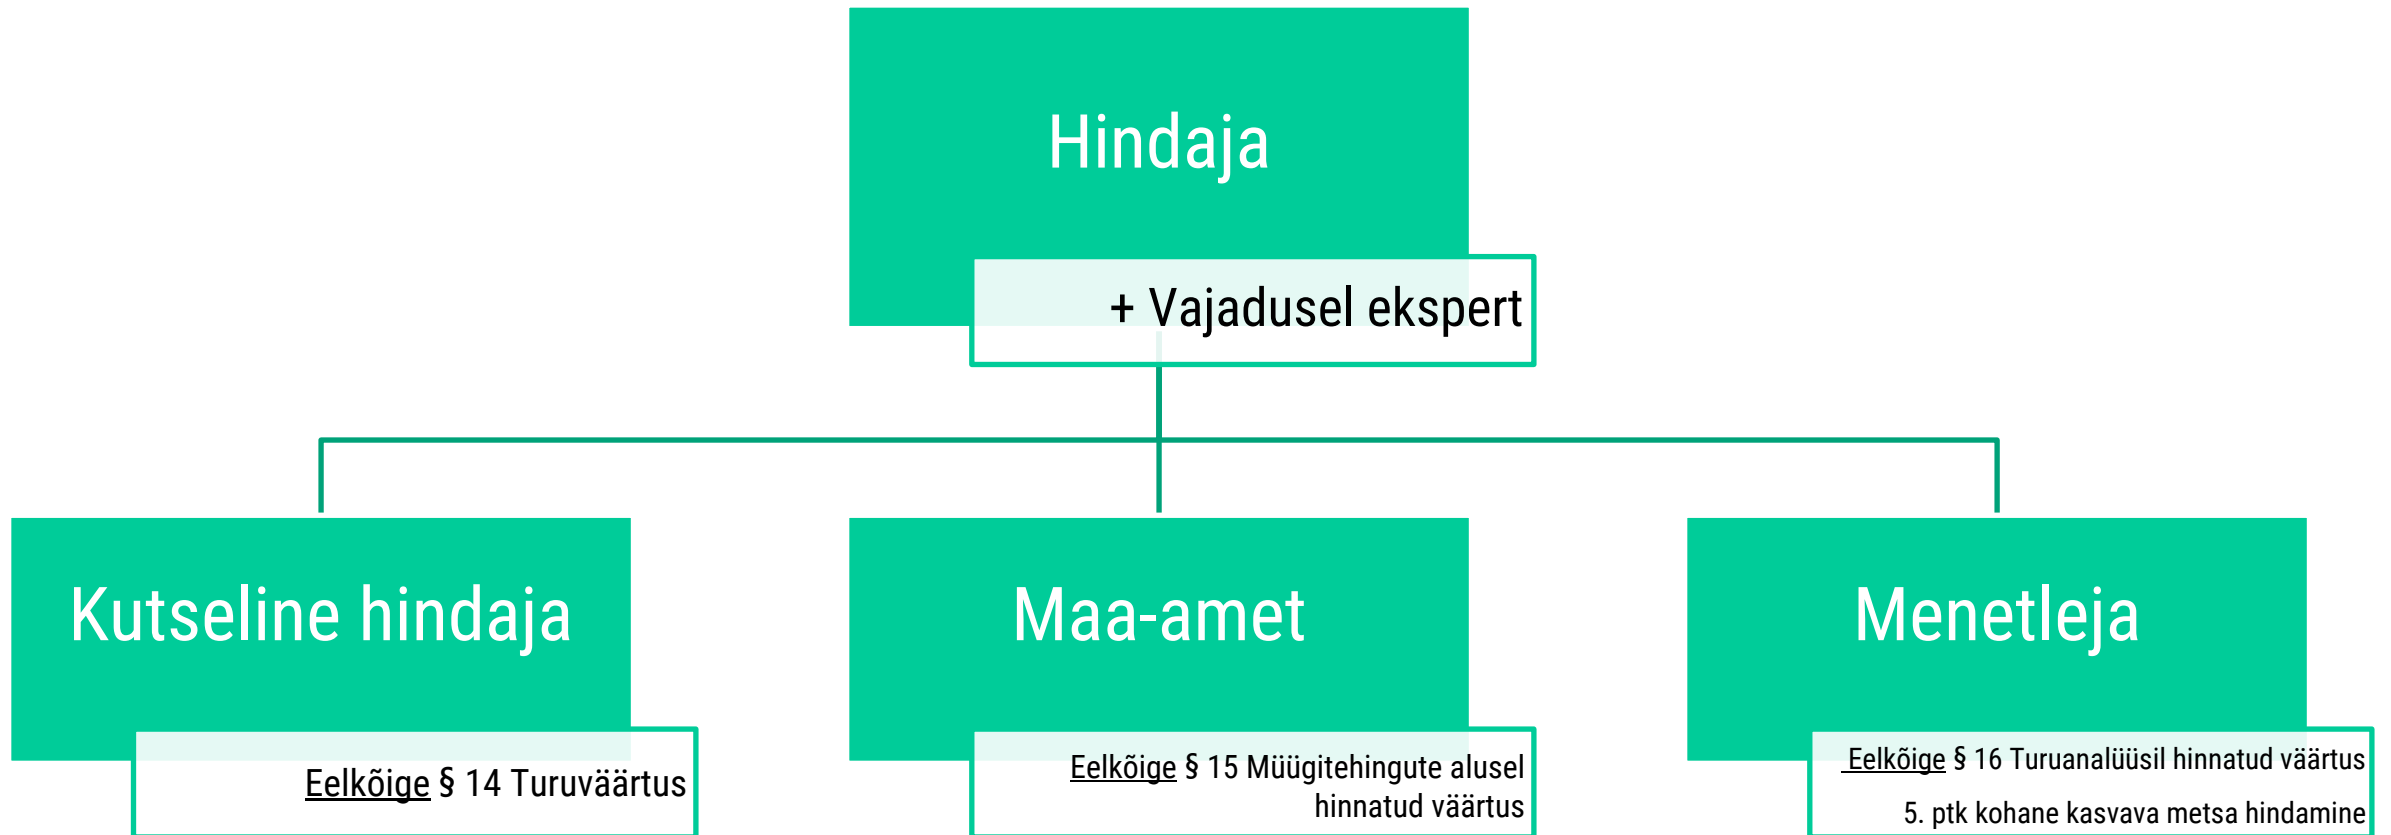 Hindaja
+ Vajadusel ekspert
Kutseline hindaja
Eelkõige § 14 Turuväärtus
Maa-amet
Eelkõige § 15 Müügitehingute alusel
hinnatud väärtus
Menetleja
Eelkõige § 16 Turuanalüüsil hinnatud väärtus
5. ptk kohane kasvava metsa hindamine